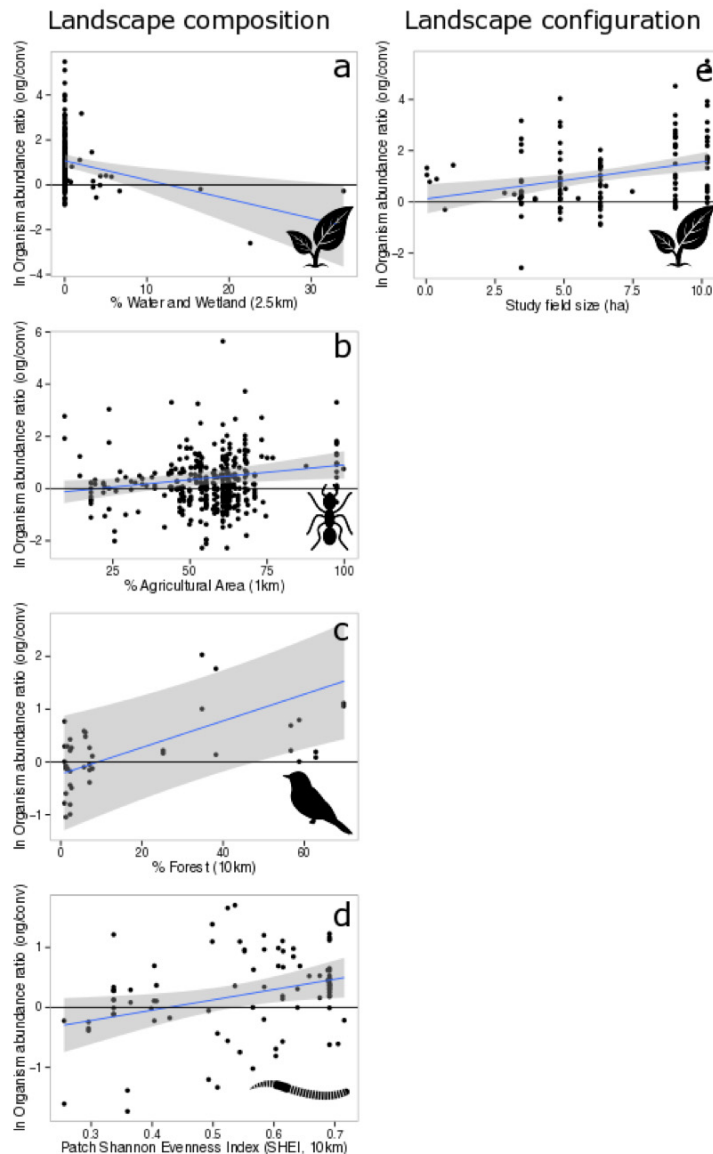 Landscape composition
Landscape configuration
a
ln Organism abundance ratio (org/conv)
4
2
0
−2
−4
0
10
20
30
% Water and Wetland (2.5km)
e
ln Organism abundance ratio (org/conv)
4
2
0
−2
0.0
2.5
5.0
7.5
10.0
Study field size (ha)
b
ln Organism abundance ratio (org/conv)
6
4
2
0
−2
25
50
75
100
% Agricultural Area (1km)
c
ln Organism abundance ratio (org/conv)
2
1
0
−1
0
20
40
60
% Forest (10km)
d
ln Organism abundance ratio (org/conv)
1
0
−1
0.3
0.4
0.5
0.6
0.7
Patch Shannon Evenness Index (SHEI, 10km)